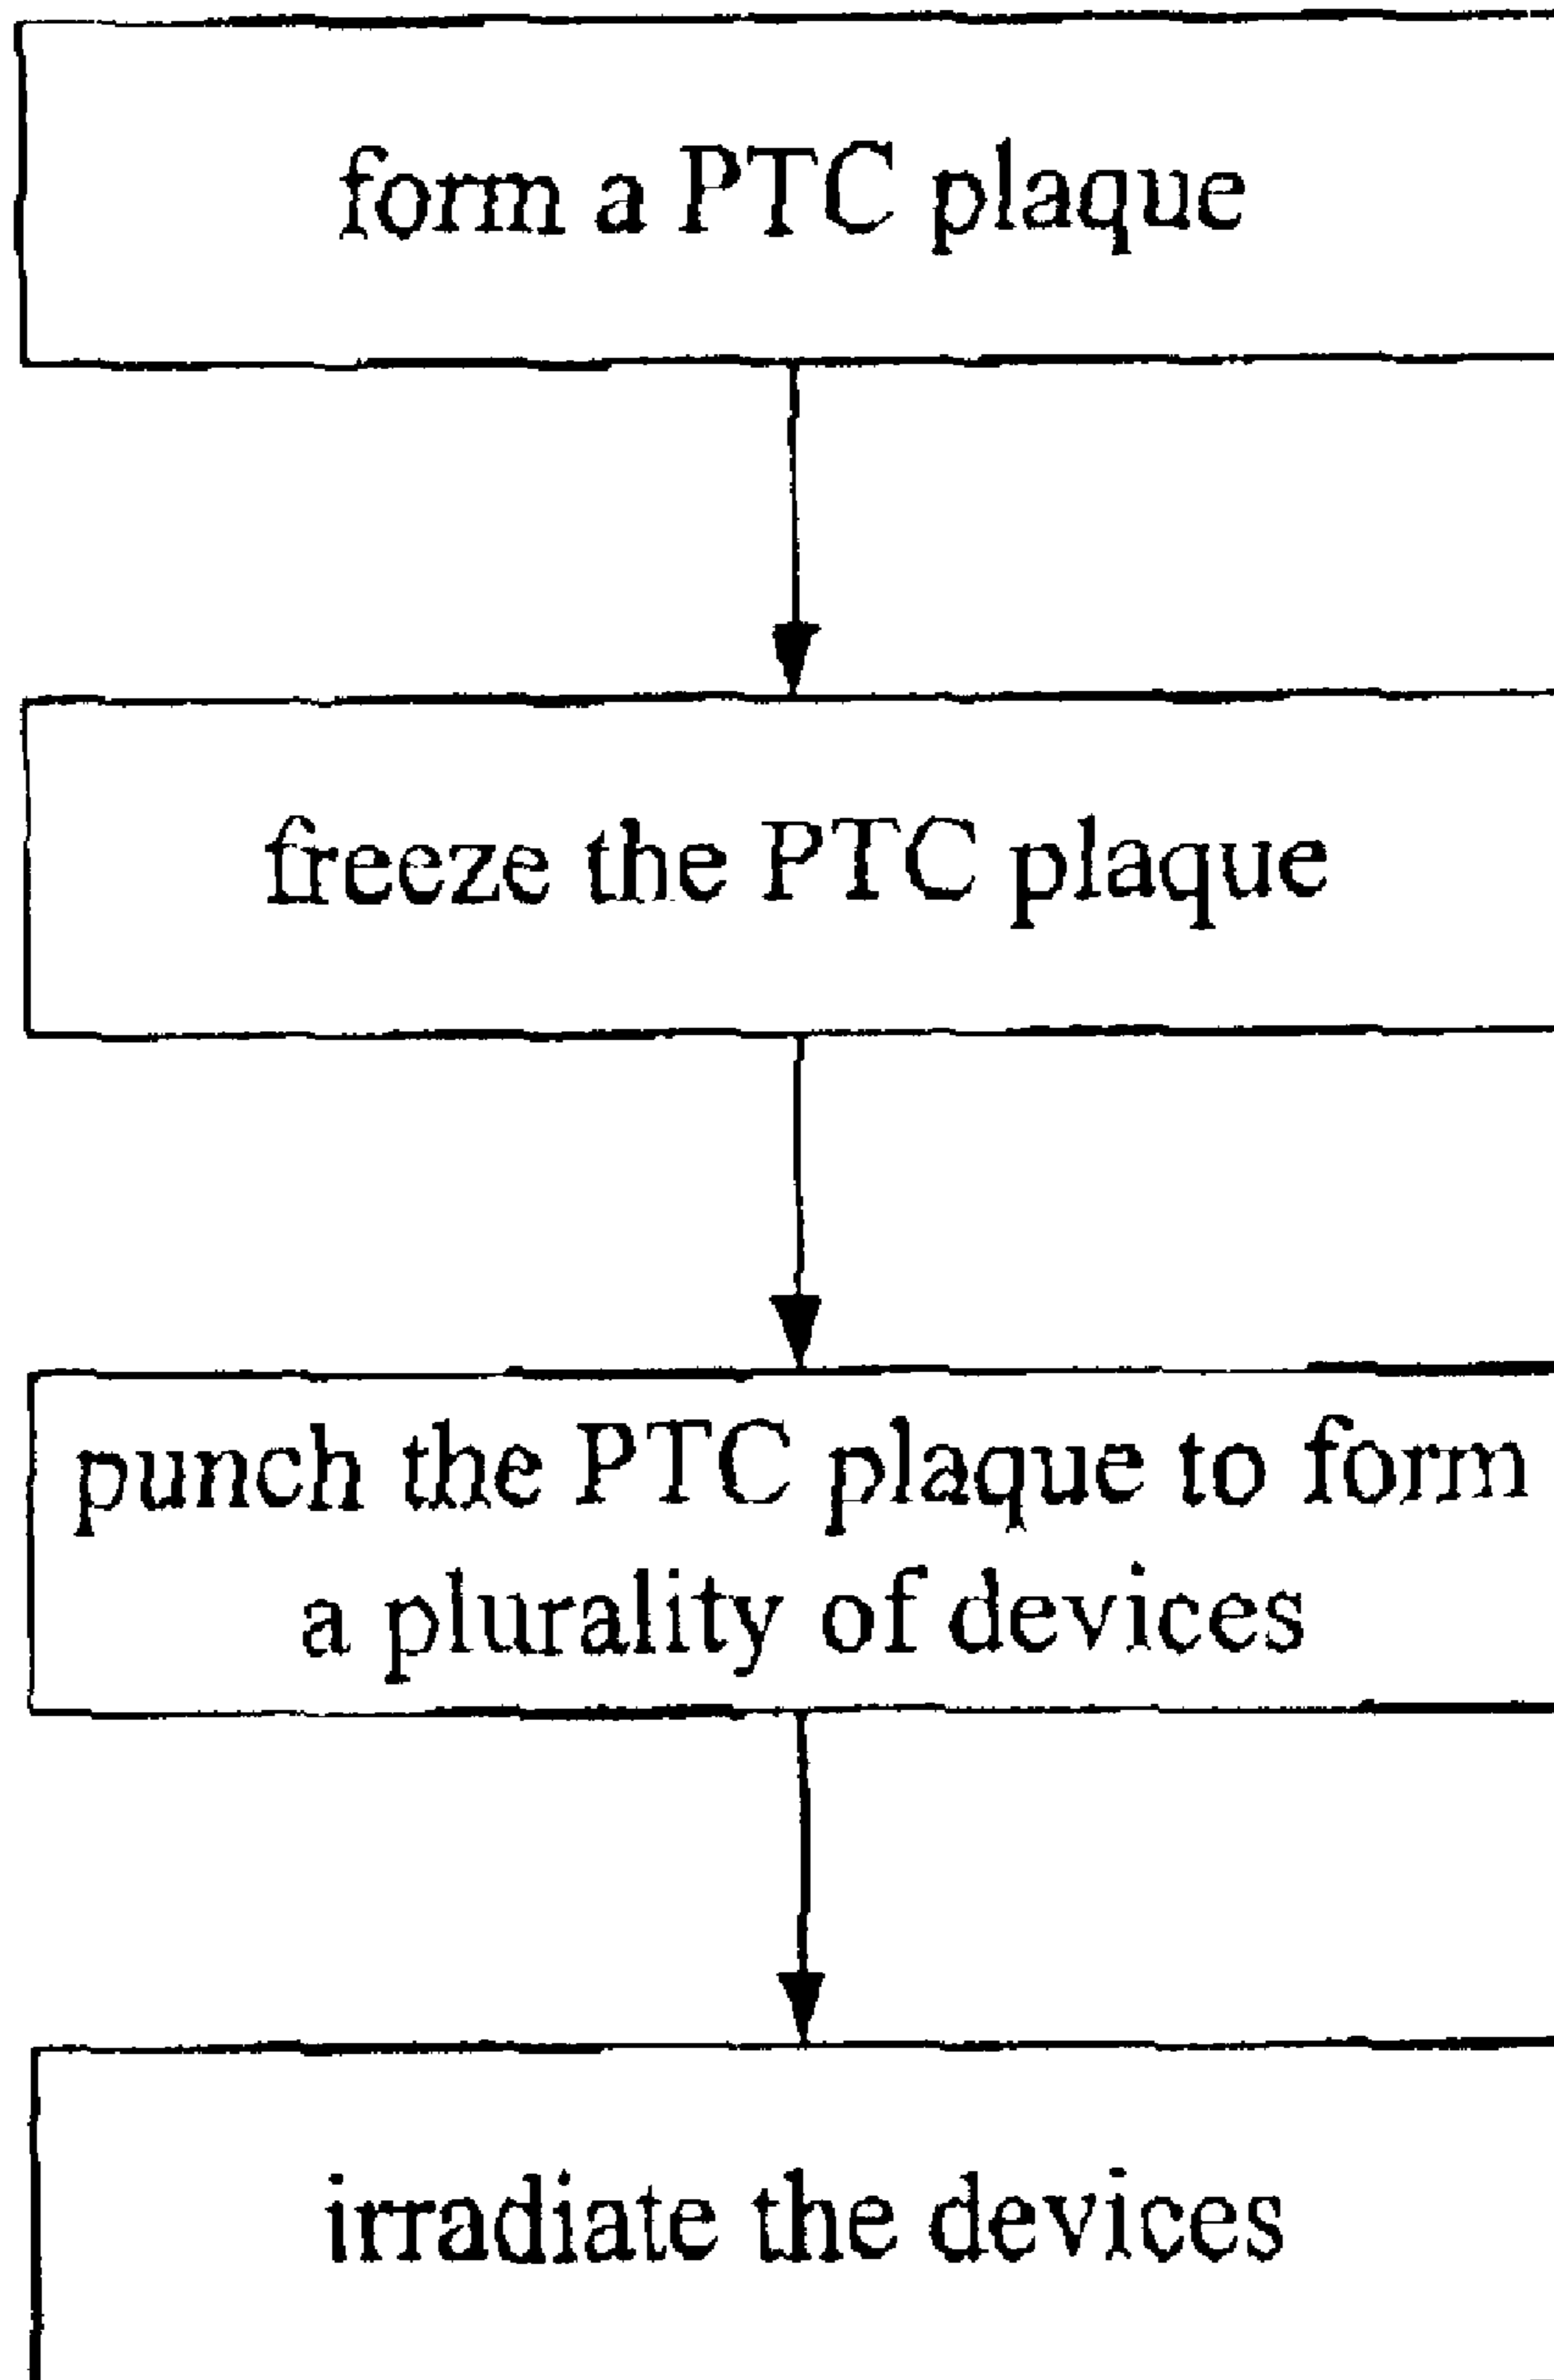 form a PTC plaque
freeze the PTC plaque
punch the PTC plaque to form
a plurality of devices
irradiate the devices